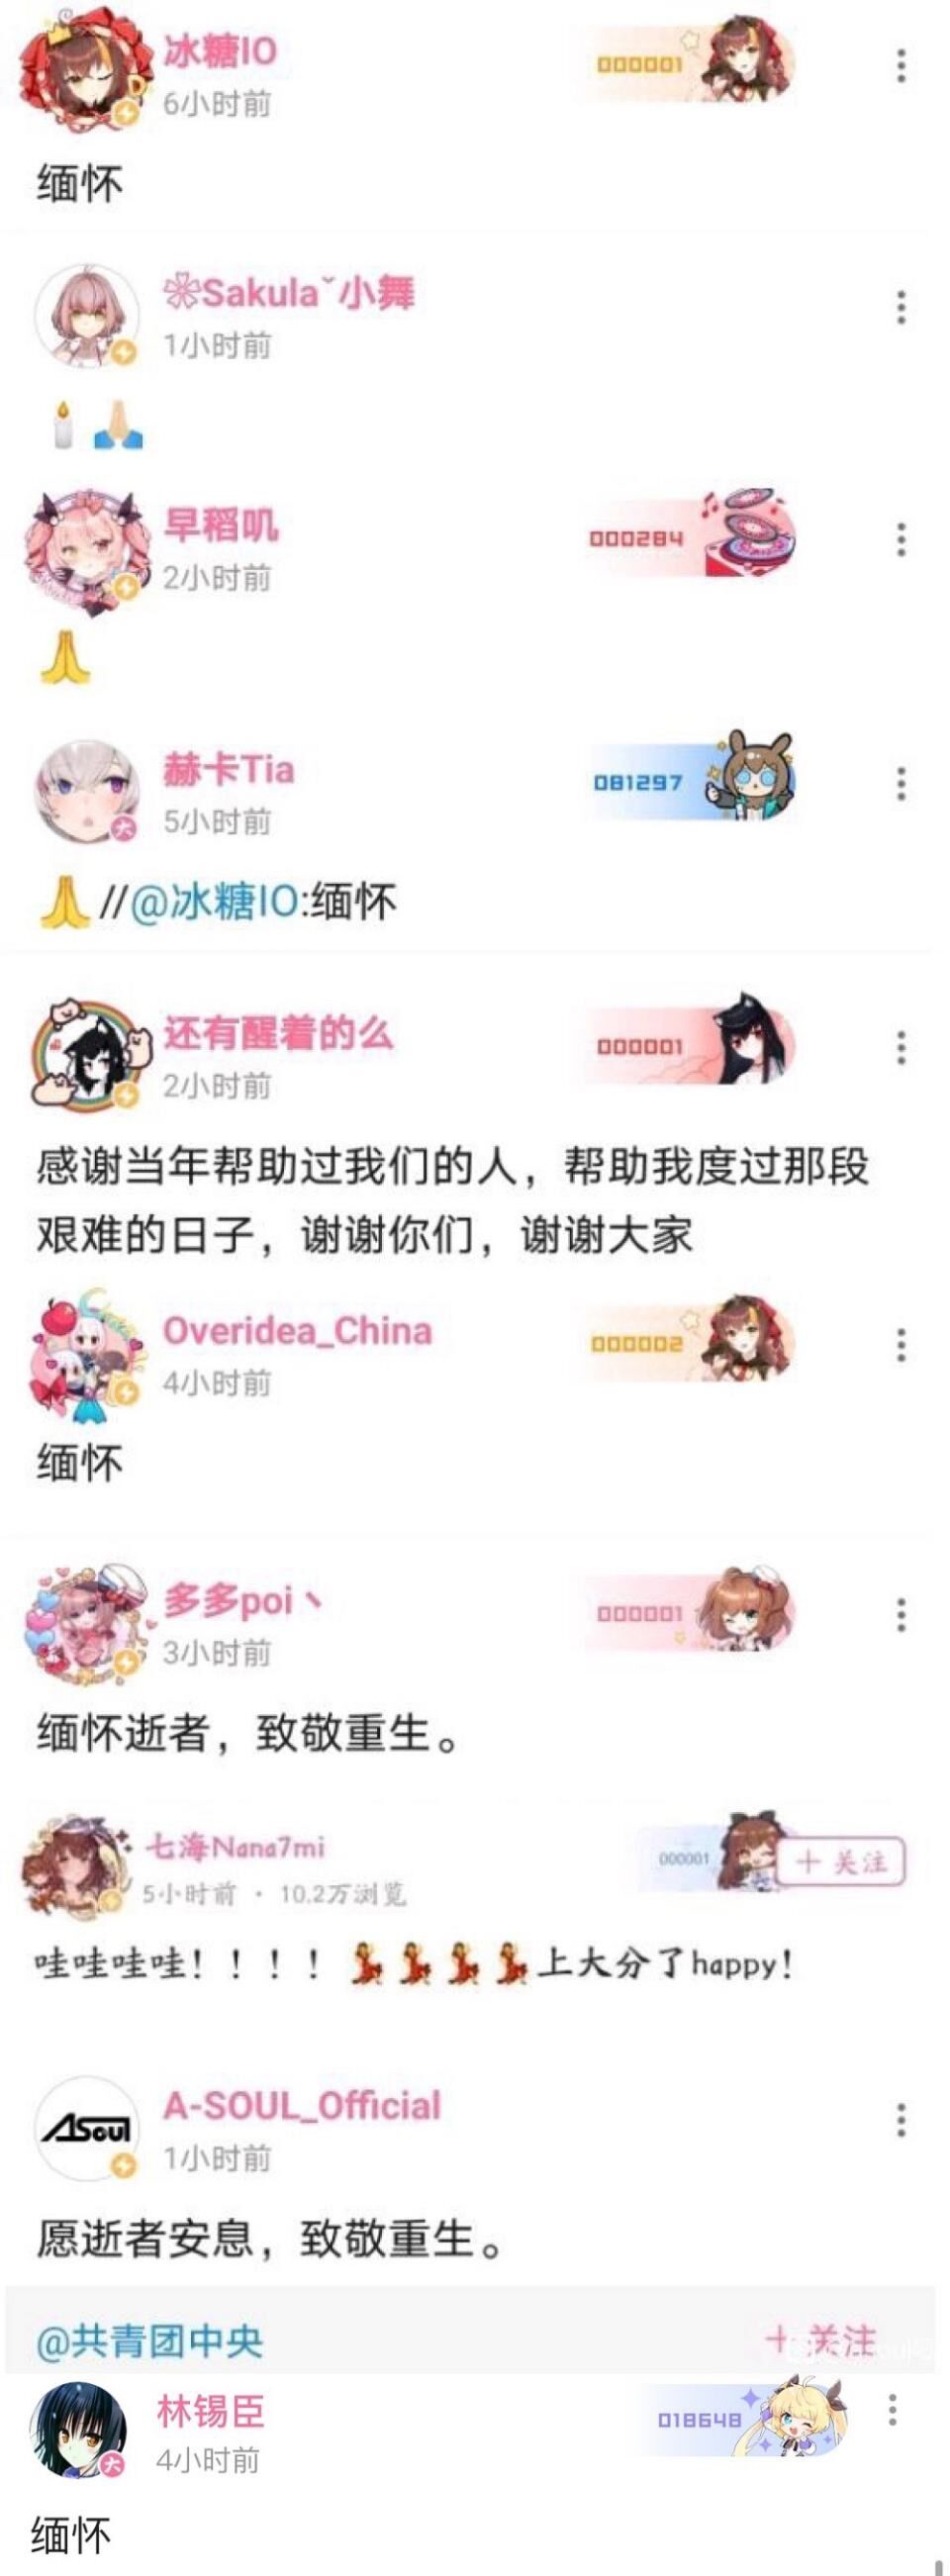 冰糖IO
000001
6小时前
缅怀
❀Sakulaˇ小舞
1小时前
🕯️ 🙏🏻
早稻叽
000284
2小时前
🙏
赫卡Tia
081297
5小时前
🙏//@冰糖IO:缅怀
还有醒着的么
000001
2小时前
感谢当年帮助过我们的人，帮助我度过那段
艰难的日子，谢谢你们，谢谢大家
Overidea_China
000002
4小时前
缅怀
多多poi丶
000001
3小时前
缅怀逝者，致敬重生。
七海Nana7mi
000001
+ 关注
5小时前 · 10.2万浏览
哇哇哇哇！！！！💃💃💃💃上大分了happy！
ASoul
A-SOUL_Official
1小时前
愿逝者安息，致敬重生。
@共青团中央
+关注
林锡臣
018648
4小时前
缅怀